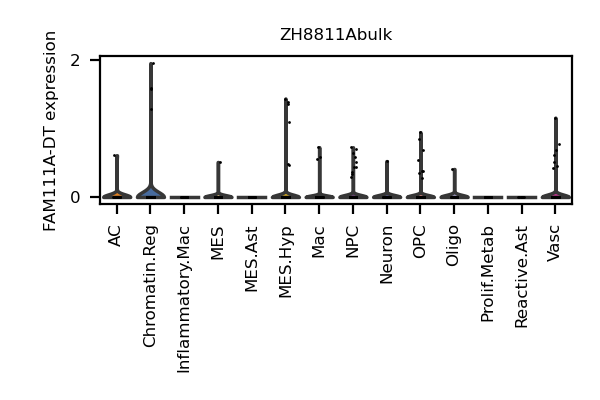 ZH8811Abulk
FAM111A-DT expression
2
0
AC
Chromatin.Reg
Inflammatory.Mac
MES
MES.Ast
MES.Hyp
Mac
NPC
Neuron
OPC
Oligo
Prolif.Metab
Reactive.Ast
Vasc